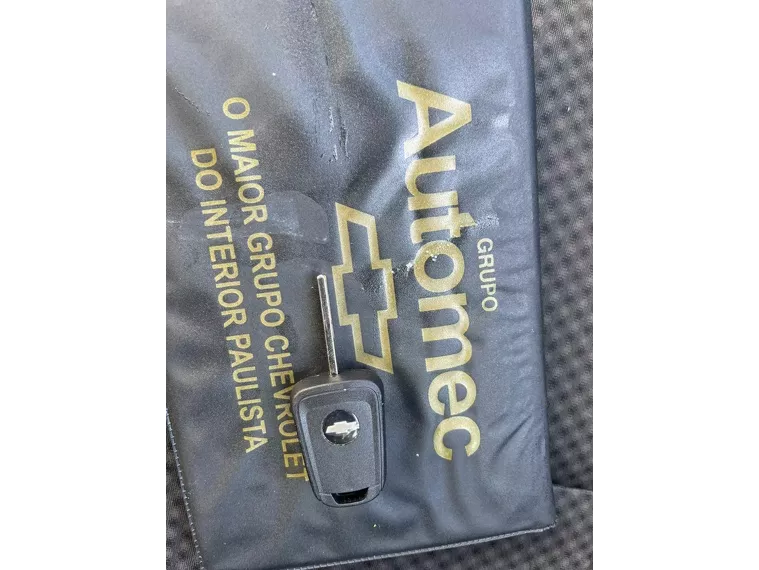 GRUPO
Automec
O MAIOR GRUPO CHEVROLET
DO INTERIOR PAULISTA